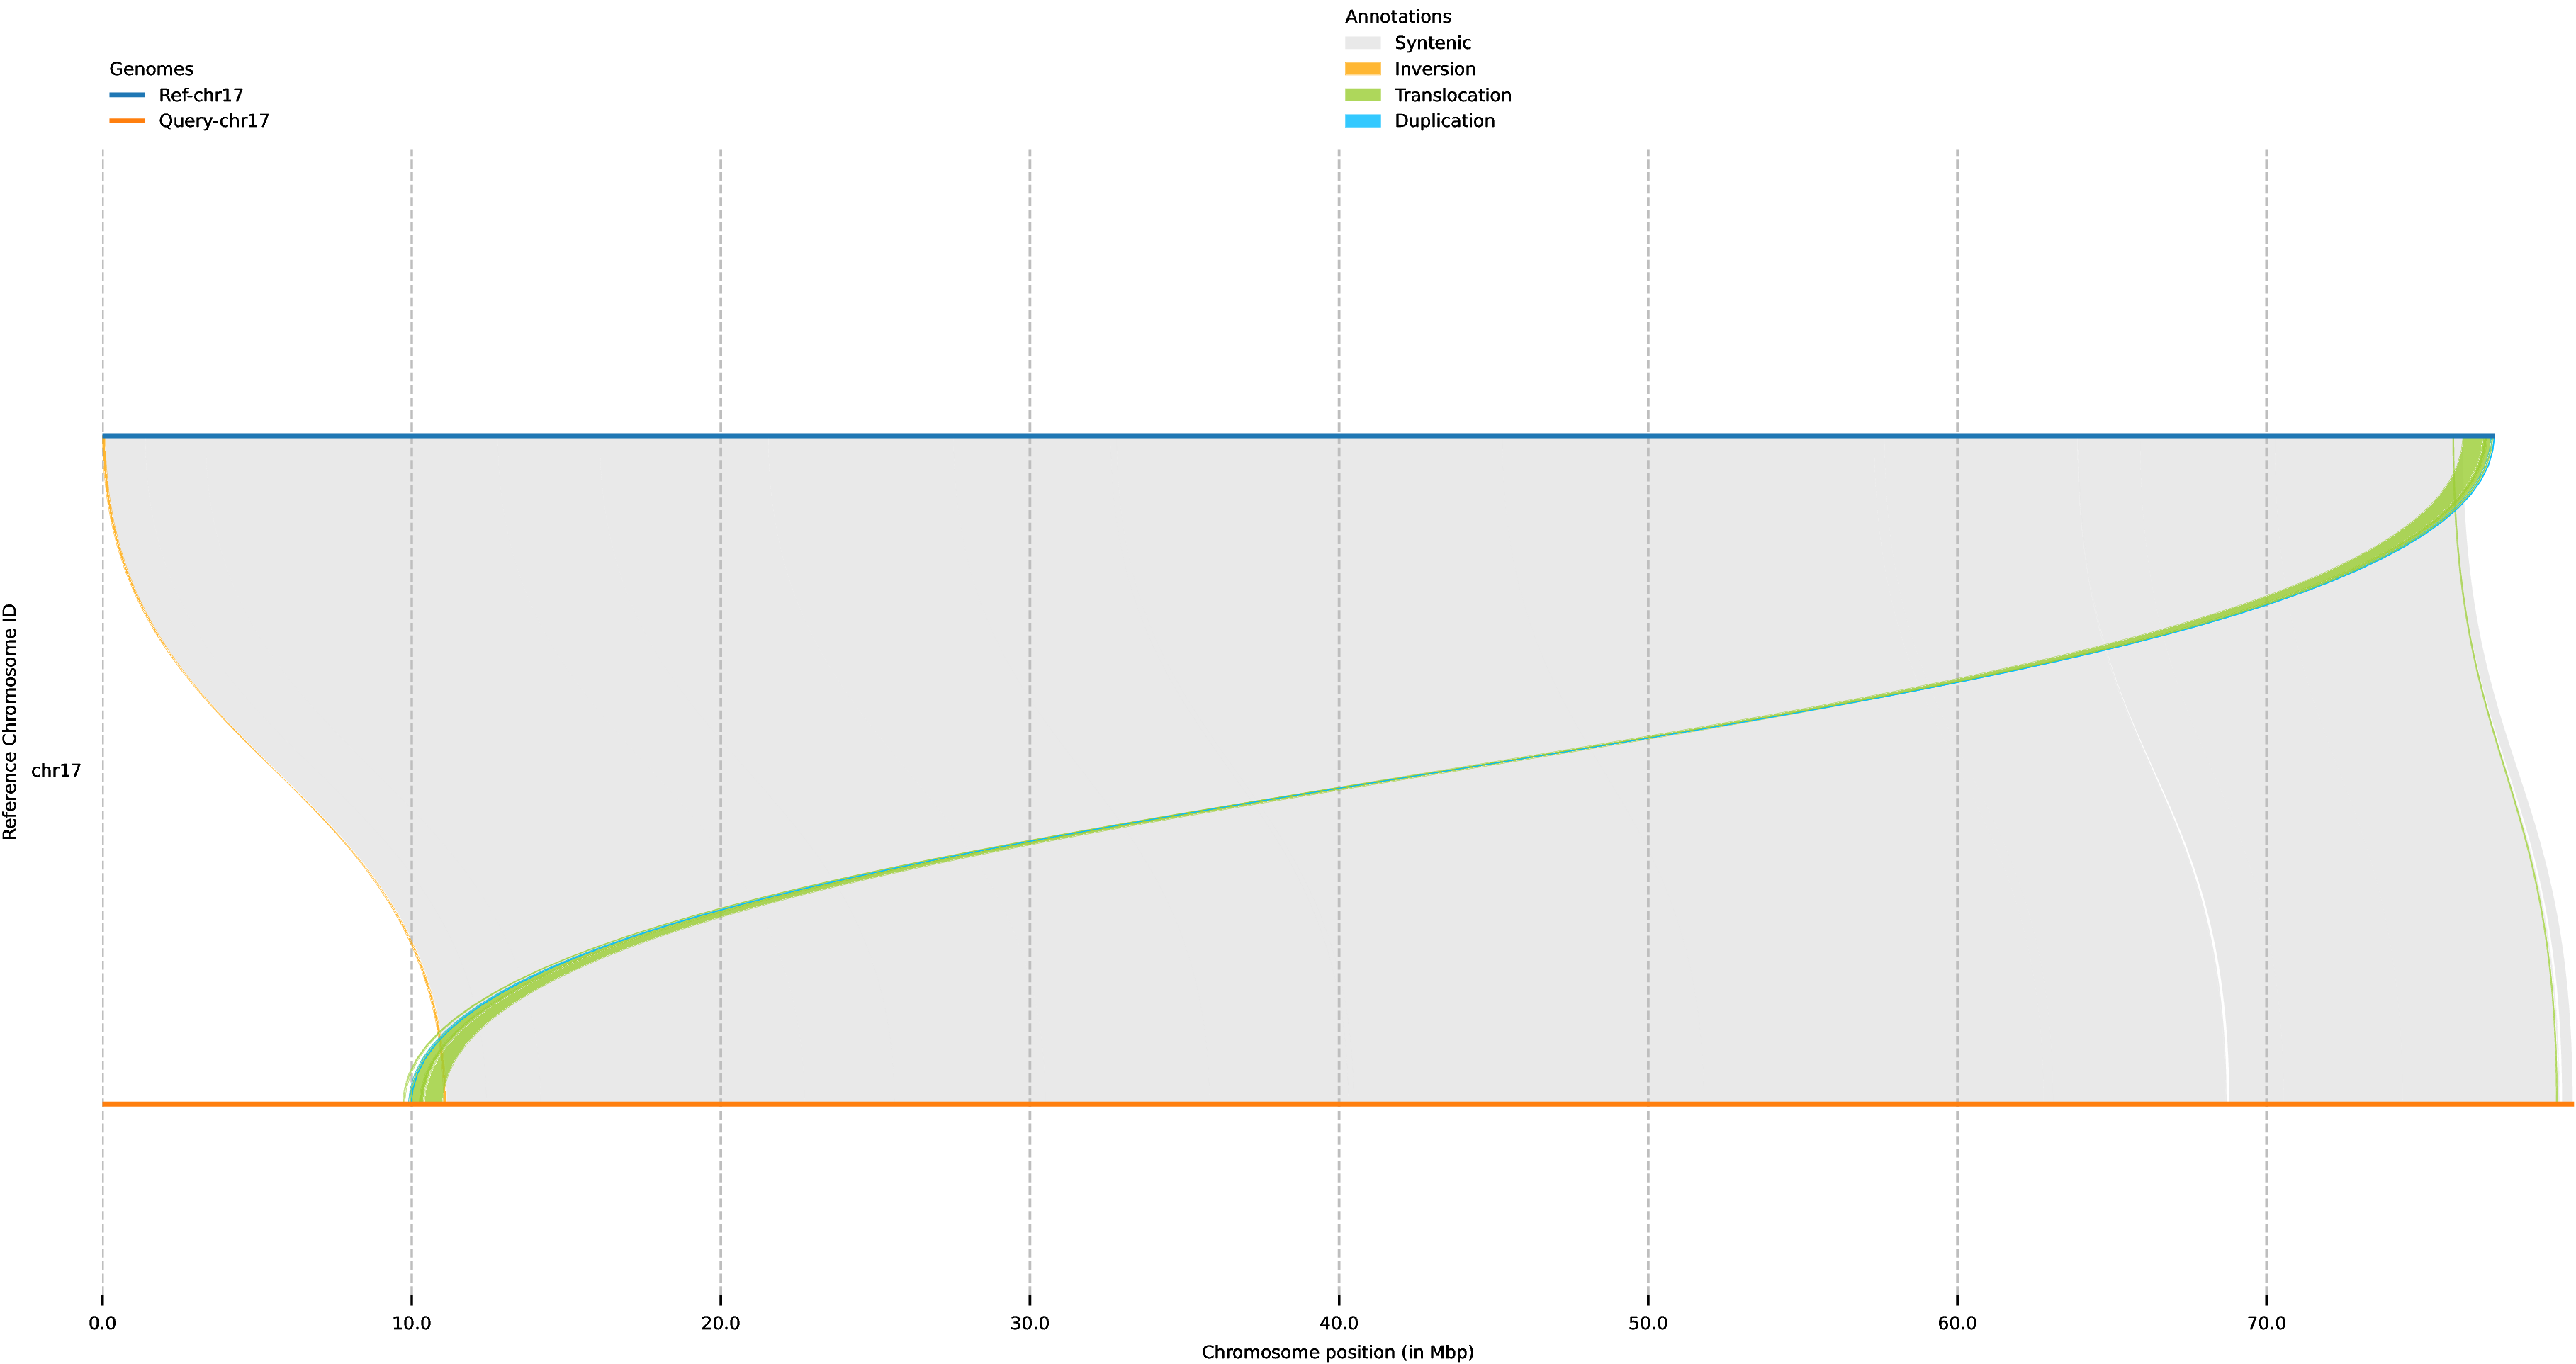 Annotations
Syntenic
Inversion
Translocation
Duplication
Genomes
Ref-chr17
Query-chr17
Reference Chromosome ID
chr17
0.0 10.0 20.0 30.0 40.0 50.0 60.0 70.0
Chromosome position (in Mbp)